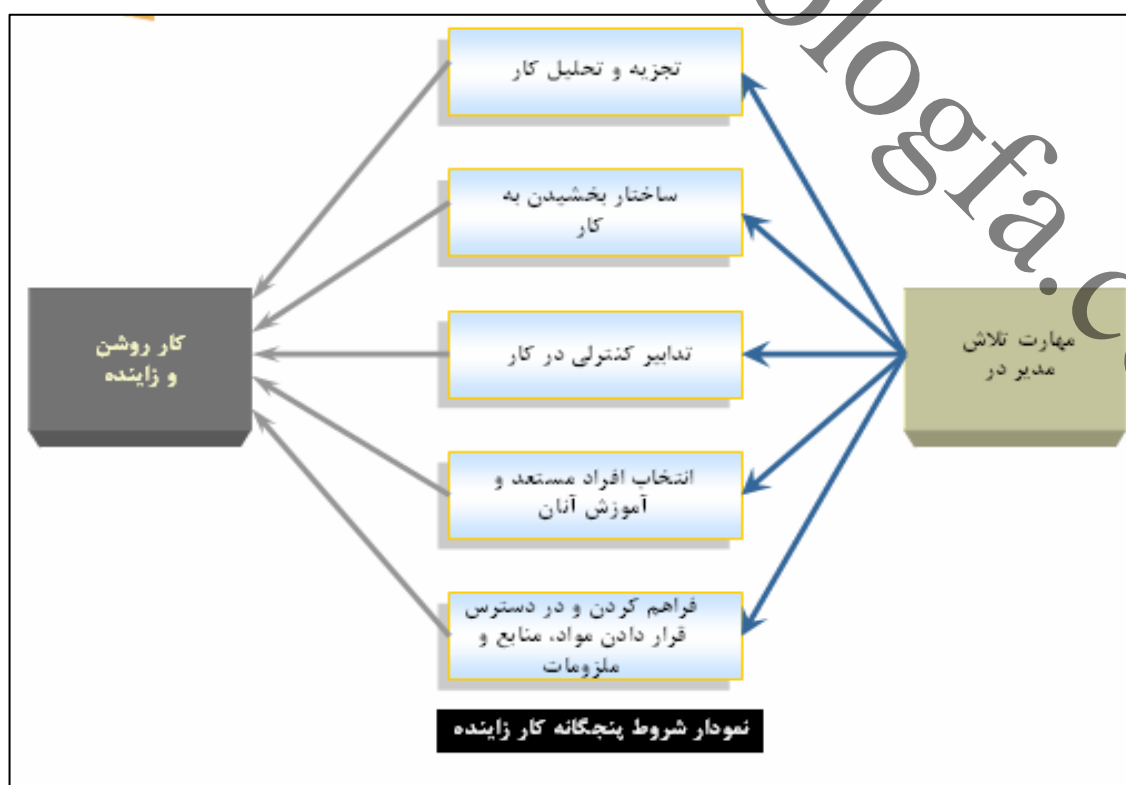 تجزیه و تحلیل کار
ساختار بخشیدن به
کار
تدابیر کنترلی در کار
انتخاب افراد مستعد و
آموزش آنان
فراهم کردن و در دسترس
قرار دادن مواد، منابع و
ملزومات
مهارت تلاش
مدیر در
کار روشن
و زاینده
نمودار شروط پنجگانه کار زاینده
ologfa.c